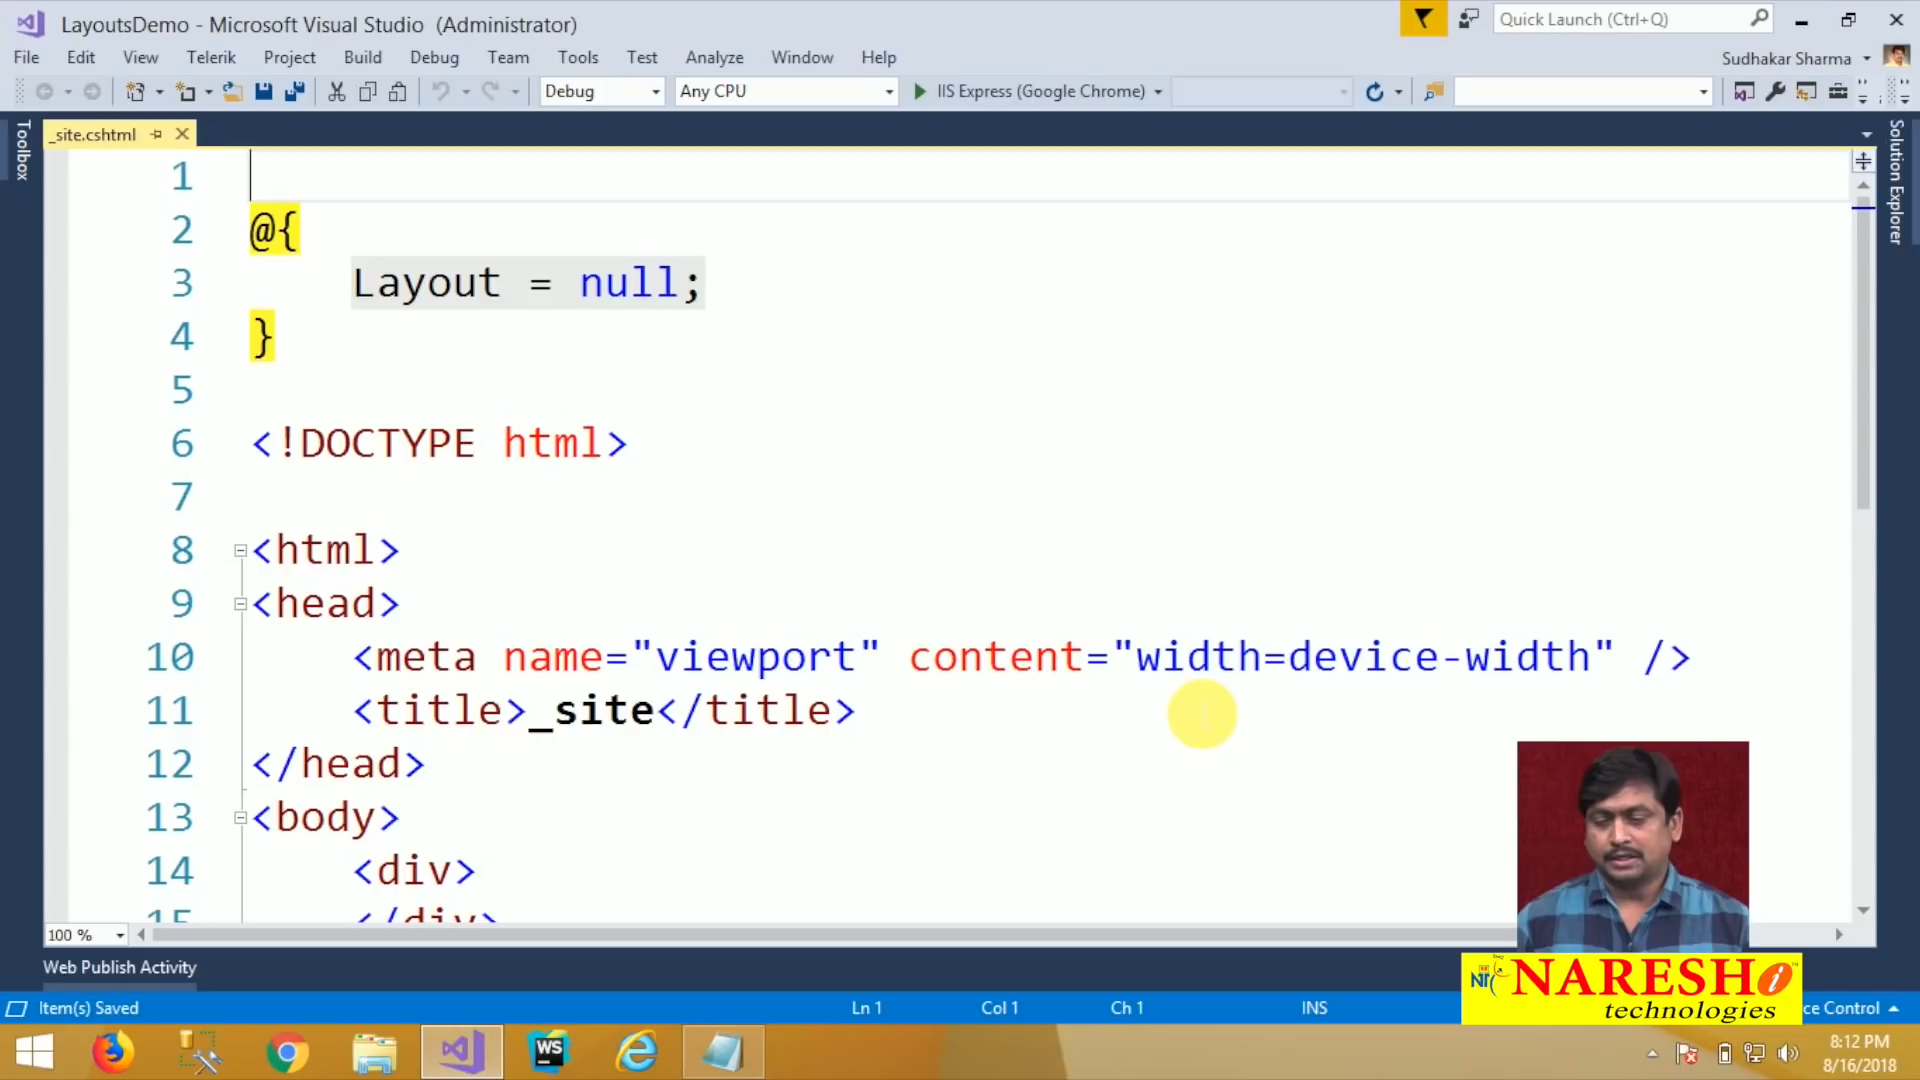 LayoutsDemo - Microsoft Visual Studio (Administrator)
Quick Launch (Ctrl+Q)
File Edit View Telerik Project Build Debug Team Tools Test Analyze Window Help
Sudhakar Sharma
Debug Any CPU IIS Express (Google Chrome)
Toolbox
_site.cshtml
Solution Explorer
1
2 @{
3 Layout = null;
4 }
5
6 <!DOCTYPE html>
7
8 <html>
9 <head>
10 <meta name="viewport" content="width=device-width" />
11 <title>_site</title>
12 </head>
13 <body>
14 <div>
15 </div>
100 %
Web Publish Activity
NARESH i
technologies
Item(s) Saved Ln 1 Col 1 Ch 1 INS ce Control
WS
8:12 PM
8/16/2018